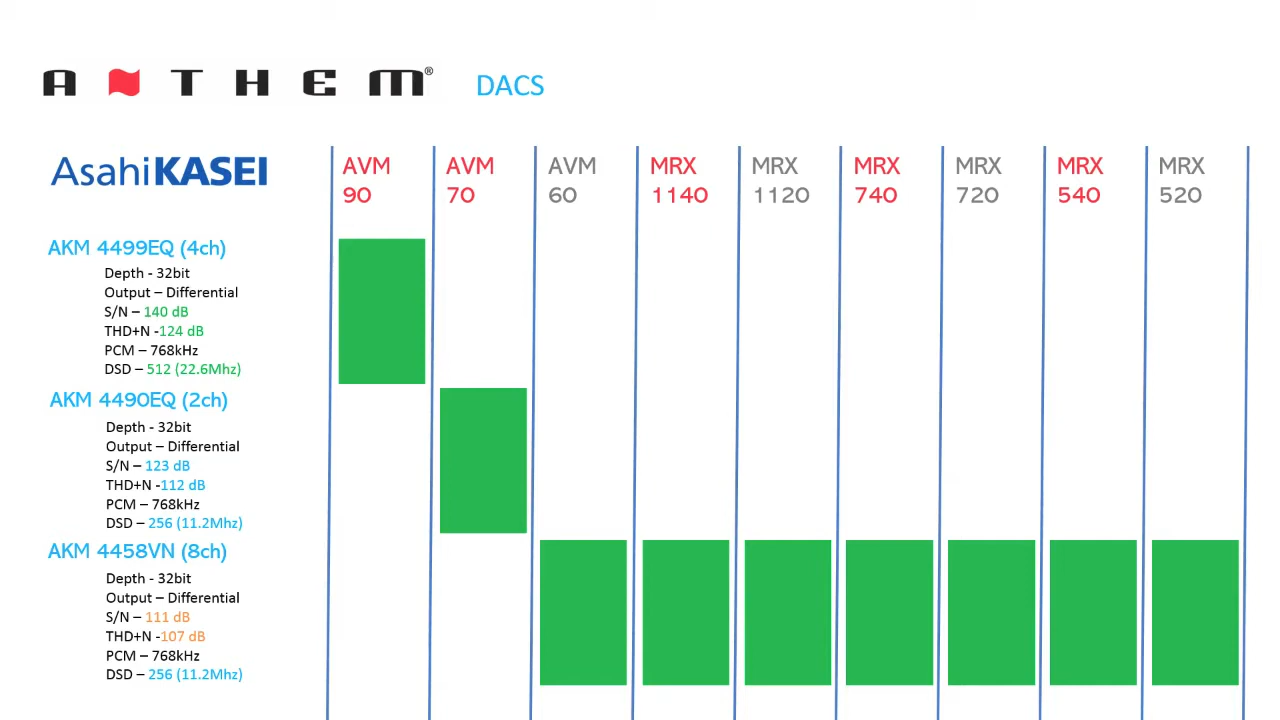 ANTHEM® DACS
AsahiKASEI
AVM 90
AVM 70
AVM 60
MRX 1140
MRX 1120
MRX 740
MRX 720
MRX 540
MRX 520
AKM 4499EQ (4ch)
Depth - 32bit
Output – Differential
S/N – 140 dB
THD+N -124 dB
PCM – 768kHz
DSD – 512 (22.6Mhz)
AKM 4490EQ (2ch)
Depth - 32bit
Output – Differential
S/N – 123 dB
THD+N -112 dB
PCM – 768kHz
DSD – 256 (11.2Mhz)
AKM 4458VN (8ch)
Depth - 32bit
Output – Differential
S/N – 111 dB
THD+N -107 dB
PCM – 768kHz
DSD – 256 (11.2Mhz)